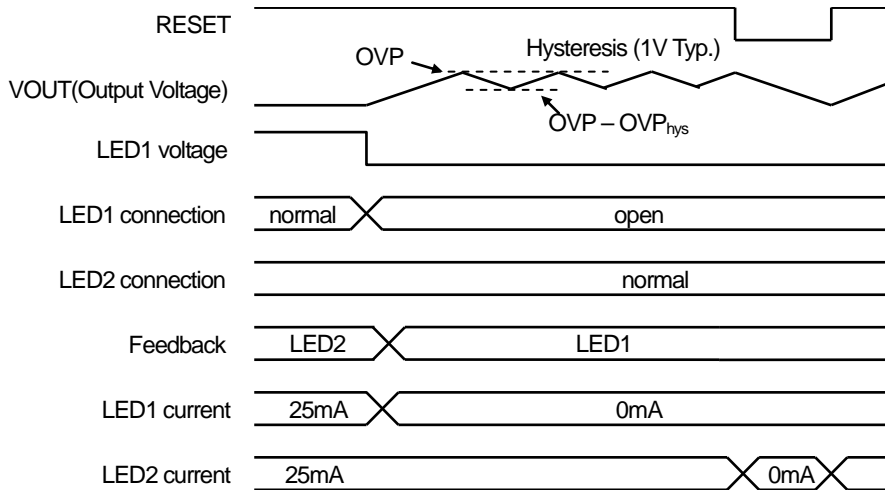 RESET
OVP
Hysteresis (1V Typ.)
VOUT(Output Voltage)
OVP – OVPhys
LED1 voltage
LED1 connection normal open
LED2 connection normal
Feedback LED2 LED1
LED1 current 25mA 0mA
LED2 current 25mA 0mA